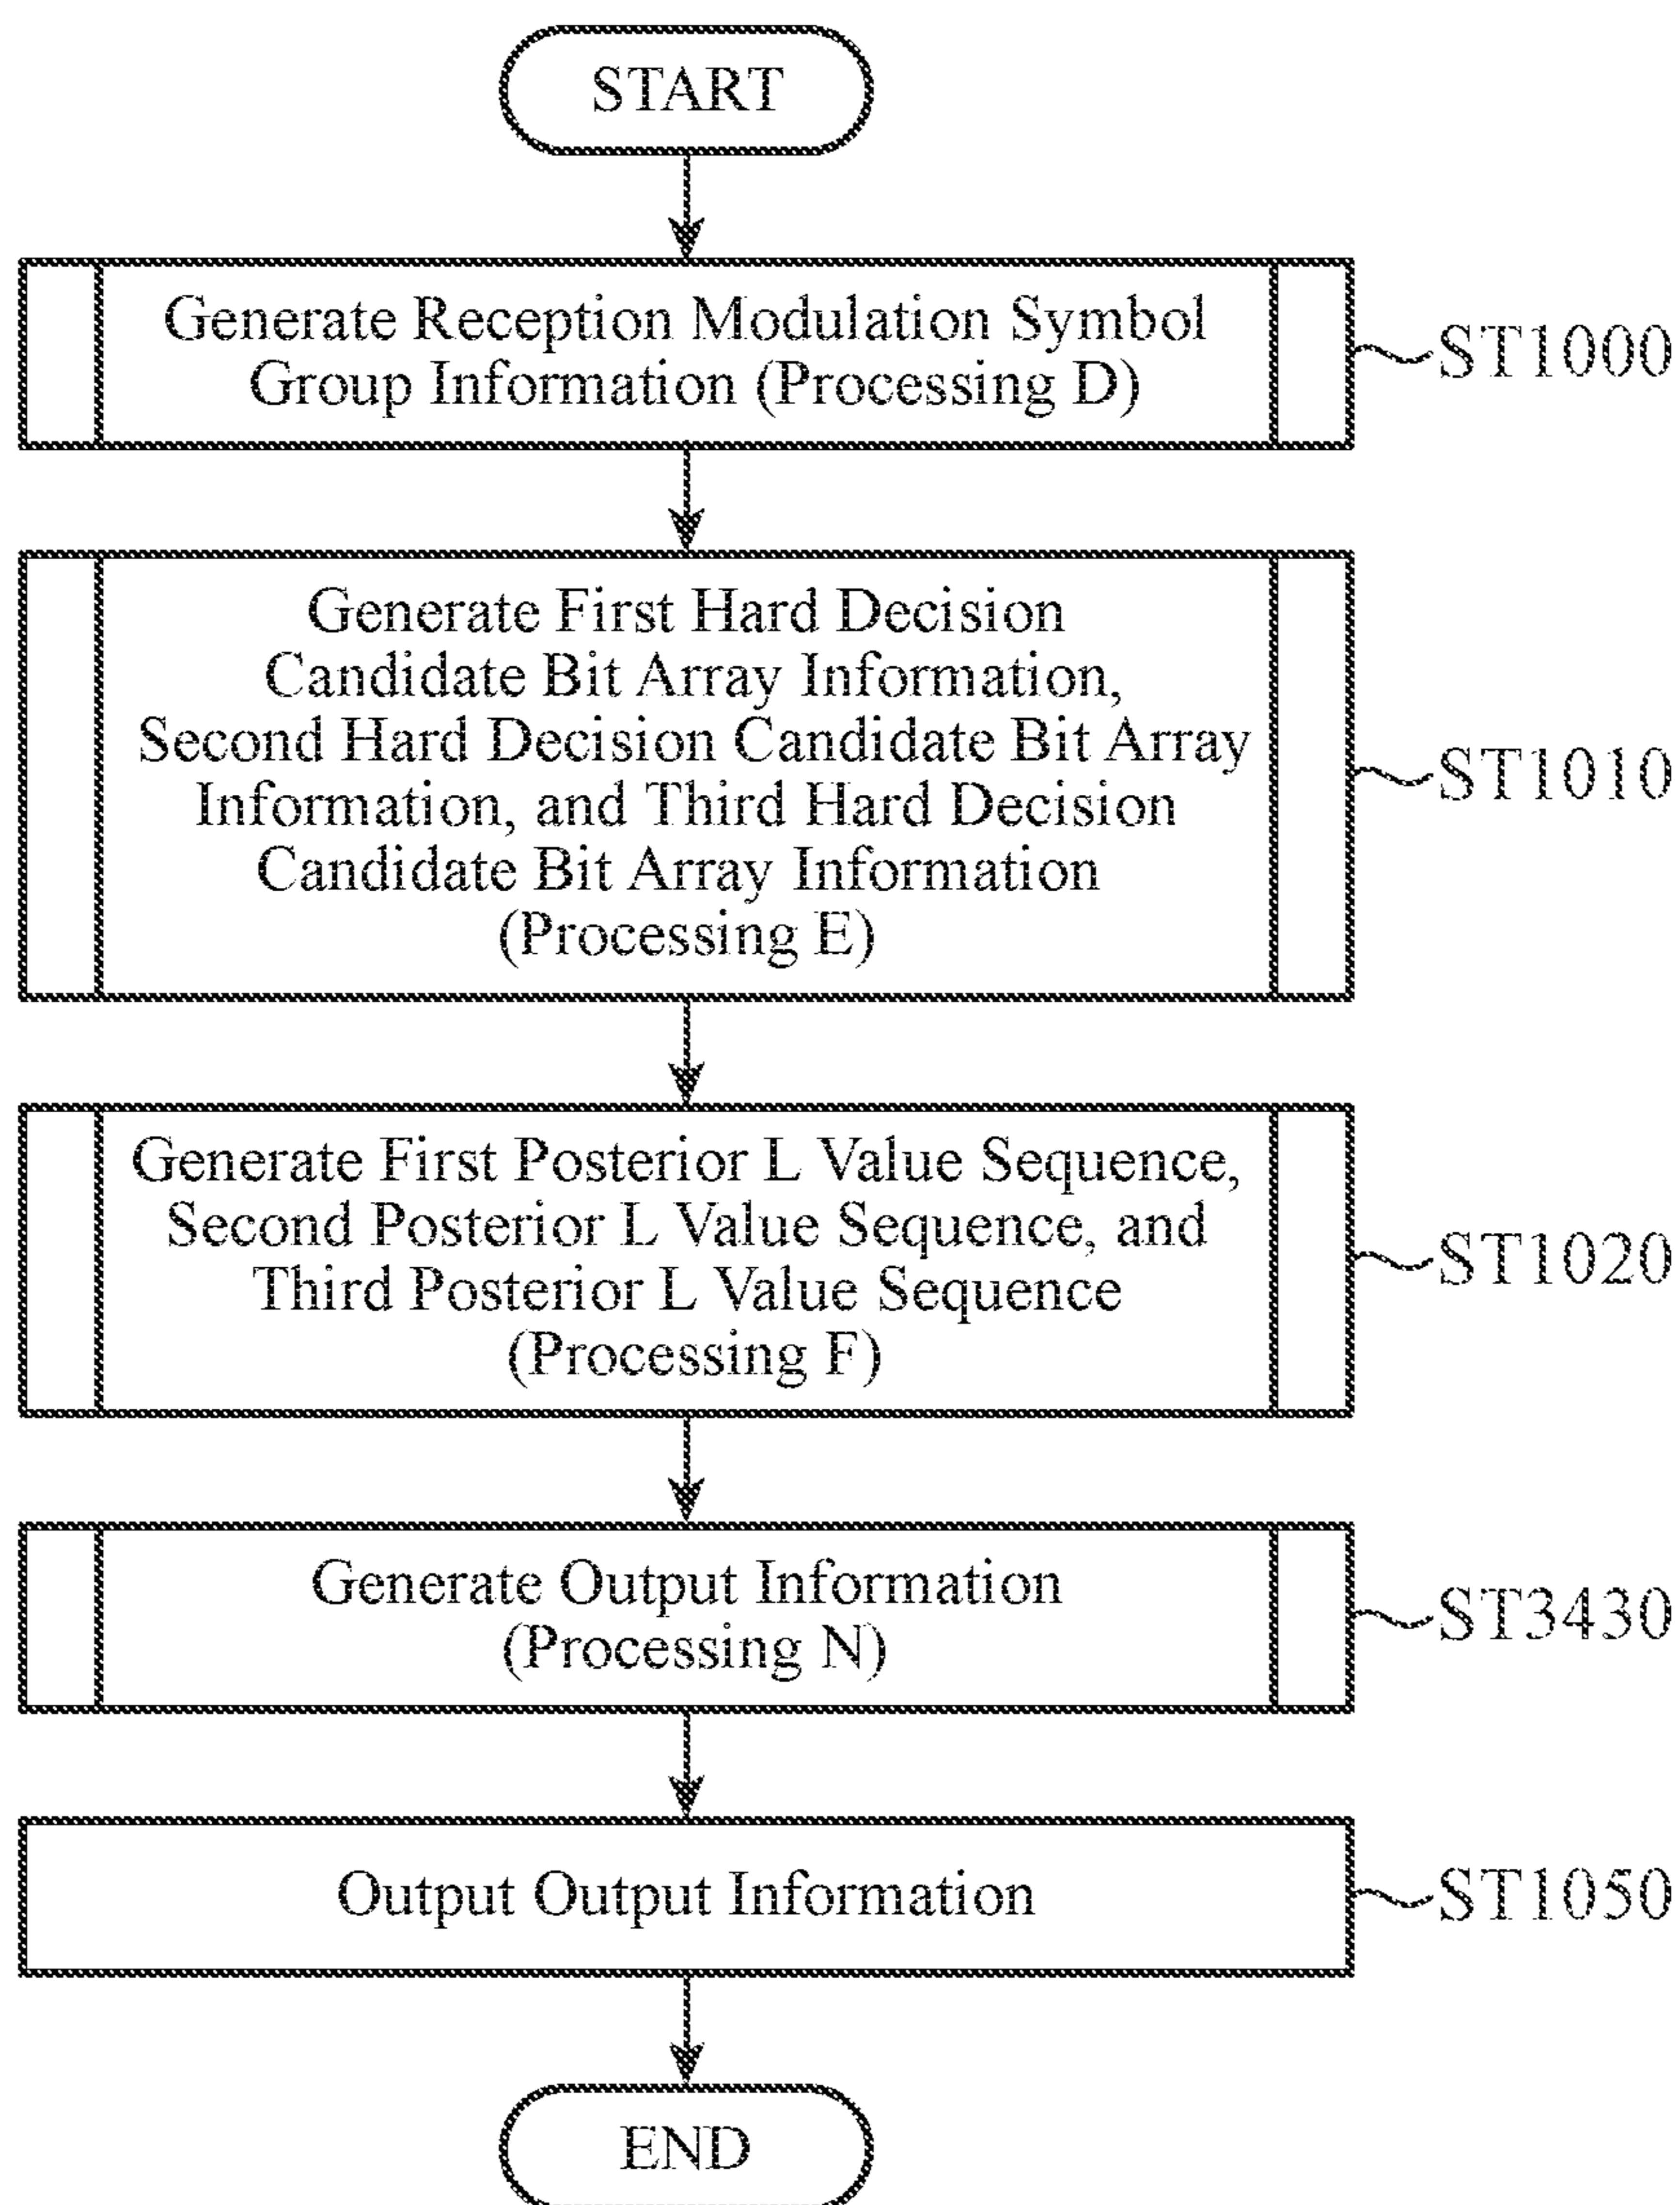 START
Generate Reception Modulation Symbol
Group Information (Processing D)
ST1000
Generate First Hard Decision
Candidate Bit Array Information,
Second Hard Decision Candidate Bit Array
Information, and Third Hard Decision
Candidate Bit Array Information
(Processing E)
ST1010
Generate First Posterior L Value Sequence,
Second Posterior L Value Sequence, and
Third Posterior L Value Sequence
(Processing F)
ST1020
Generate Output Information
(Processing N)
ST3430
Output Output Information
ST1050
END